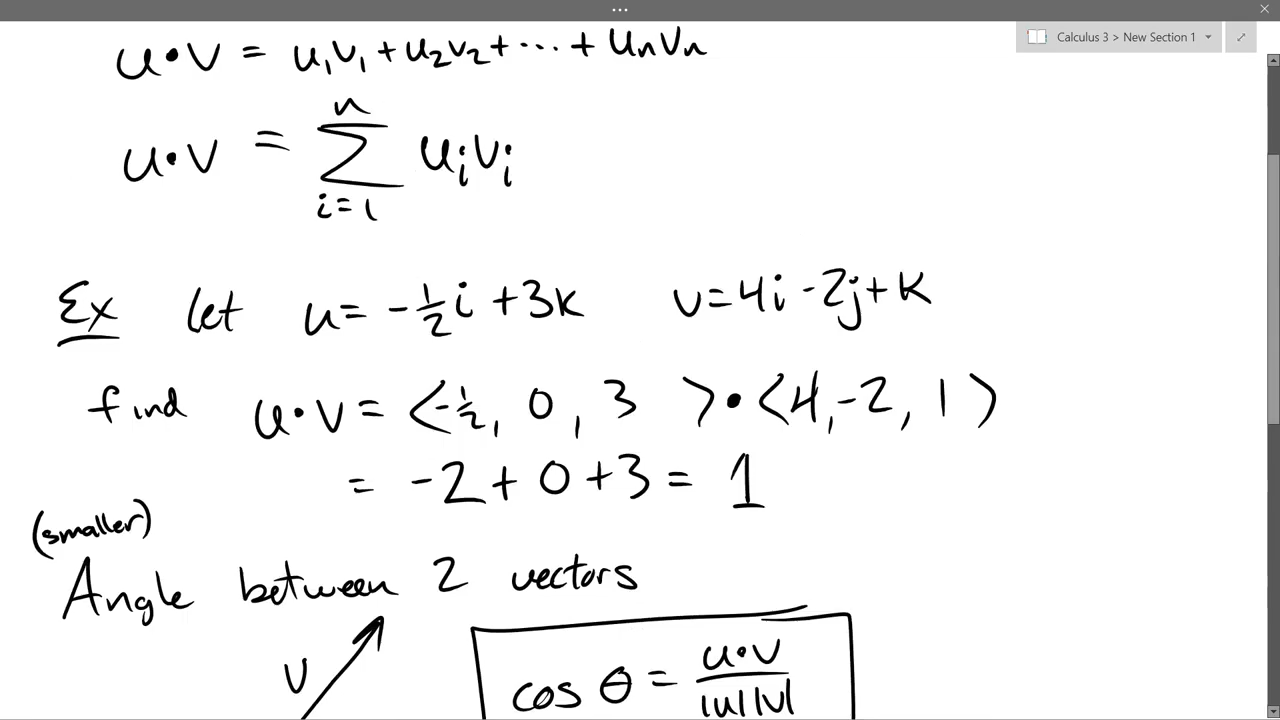 Calculus 3 > New Section 1
u•v = u₁v₁ + u₂v₂ + ⋯ + uₙvₙ
u•v = ∑ᵢ₌₁ⁿ uᵢvᵢ
Ex let u = -½i + 3k v = 4i - 2j + k
find u•v = <-½, 0, 3 > • <4, -2, 1 >
= -2 + 0 + 3 = 1
(smaller)
Angle between 2 vectors
v
cos θ = u•v / |u||v|